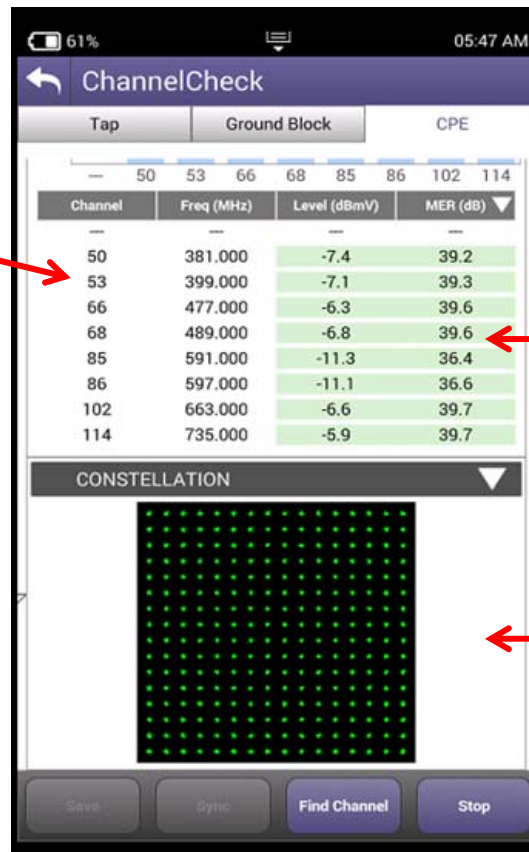 61% 05:47 AM
ChannelCheck
Tap Ground Block CPE
--- 50 53 66 68 85 86 102 114
Channel Freq (MHz) Level (dBmV) MER (dB)
--- --- --- ---
50 381.000 -7.4 39.2
53 399.000 -7.1 39.3
66 477.000 -6.3 39.6
68 489.000 -6.8 39.6
85 591.000 -11.3 36.4
86 597.000 -11.1 36.6
102 663.000 -6.6 39.7
114 735.000 -5.9 39.7
CONSTELLATION
Save Sync Find Channel Stop